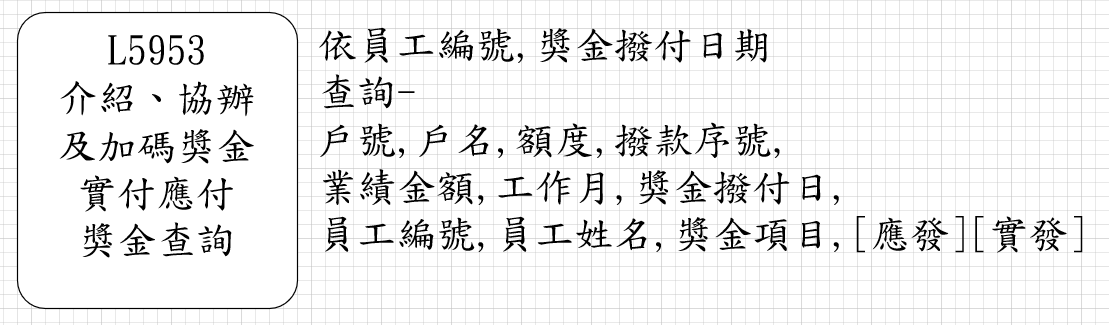 L5953
介紹、協辦
及加碼獎金
實付應付
獎金查詢
依員工編號,獎金撥付日期
查詢-
戶號,戶名,額度,撥款序號,
業績金額,工作月,獎金撥付日,
員工編號,員工姓名,獎金項目,[應發][實發]